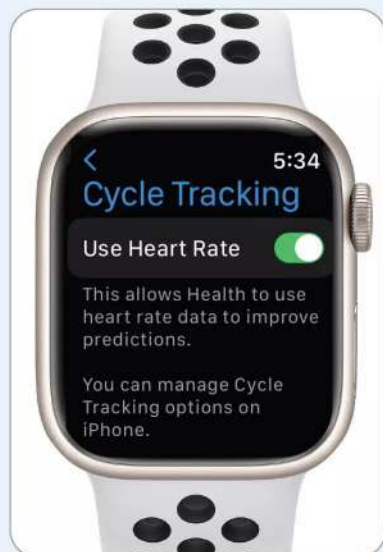 5:34
Cycle Tracking
Use Heart Rate
This allows Health to use
heart rate data to improve
predictions.
You can manage Cycle
Tracking options on
iPhone.